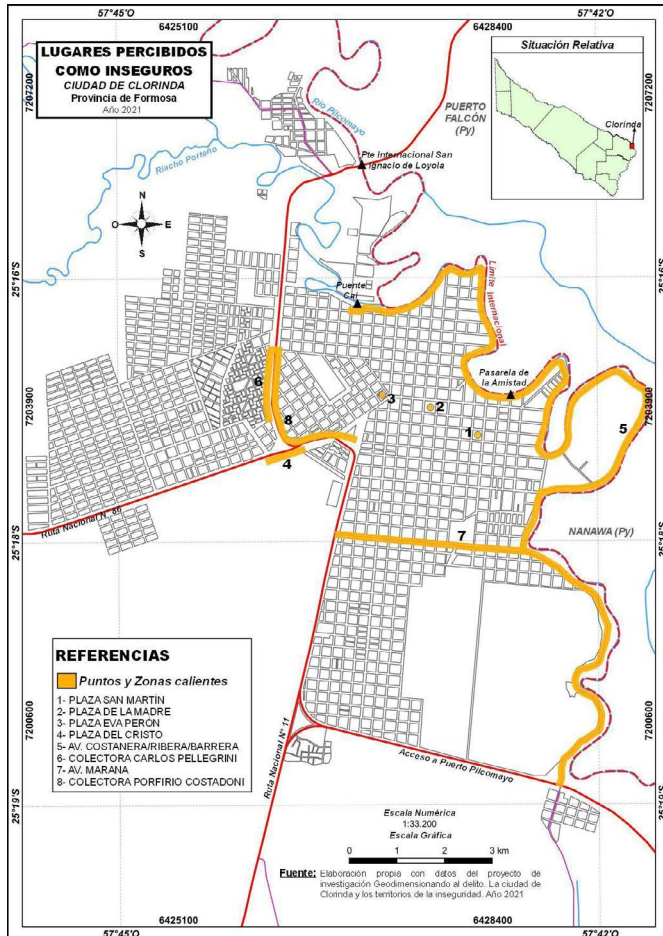 57°45'O
57°42'O
6425100
6428400
LUGARES PERCIBIDOS
COMO INSEGUROS
CIUDAD DE CLORINDA
Provincia de Formosa
Año 2021
Situación Relativa
Clorinda
7207200
7207200
PUERTO
FALCÓN
(Py)
Río Pilcomayo
Riacho Porteño
Pte Internacional San
Ignacio de Loyola
N
O
E
S
25°16'S
25°16'S
Puente
Límite Internacional
Pasarela de
la Amistad
7203900
7203900
6
3
2
5
8
1
4
7
Ruta Nacional N° 86
NANAWA (Py)
25°18'S
25°18'S
REFERENCIAS
Puntos y Zonas calientes
1- PLAZA SAN MARTÍN
2- PLAZA DE LA MADRE
3- PLAZA EVA PERÓN
4- PLAZA DEL CRISTO
5- AV. COSTANERA/RIBERA/BARRERA
6- COLECTORA CARLOS PELLEGRINI
7- AV. MARANA
8- COLECTORA PORFIRIO COSTADONI
7200600
7200600
Ruta Nacional N° 11
Acceso a Puerto Pilcomayo
25°19'S
25°19'S
Escala Numérica
1:33.200
Escala Gráfica
0 1 2 3 km
Fuente: Elaboración propia con datos del proyecto de
investigación Geodimensionando al delito. La ciudad de
Clorinda y los territorios de la inseguridad. Año 2021
6425100
6428400
57°45'O
57°42'O